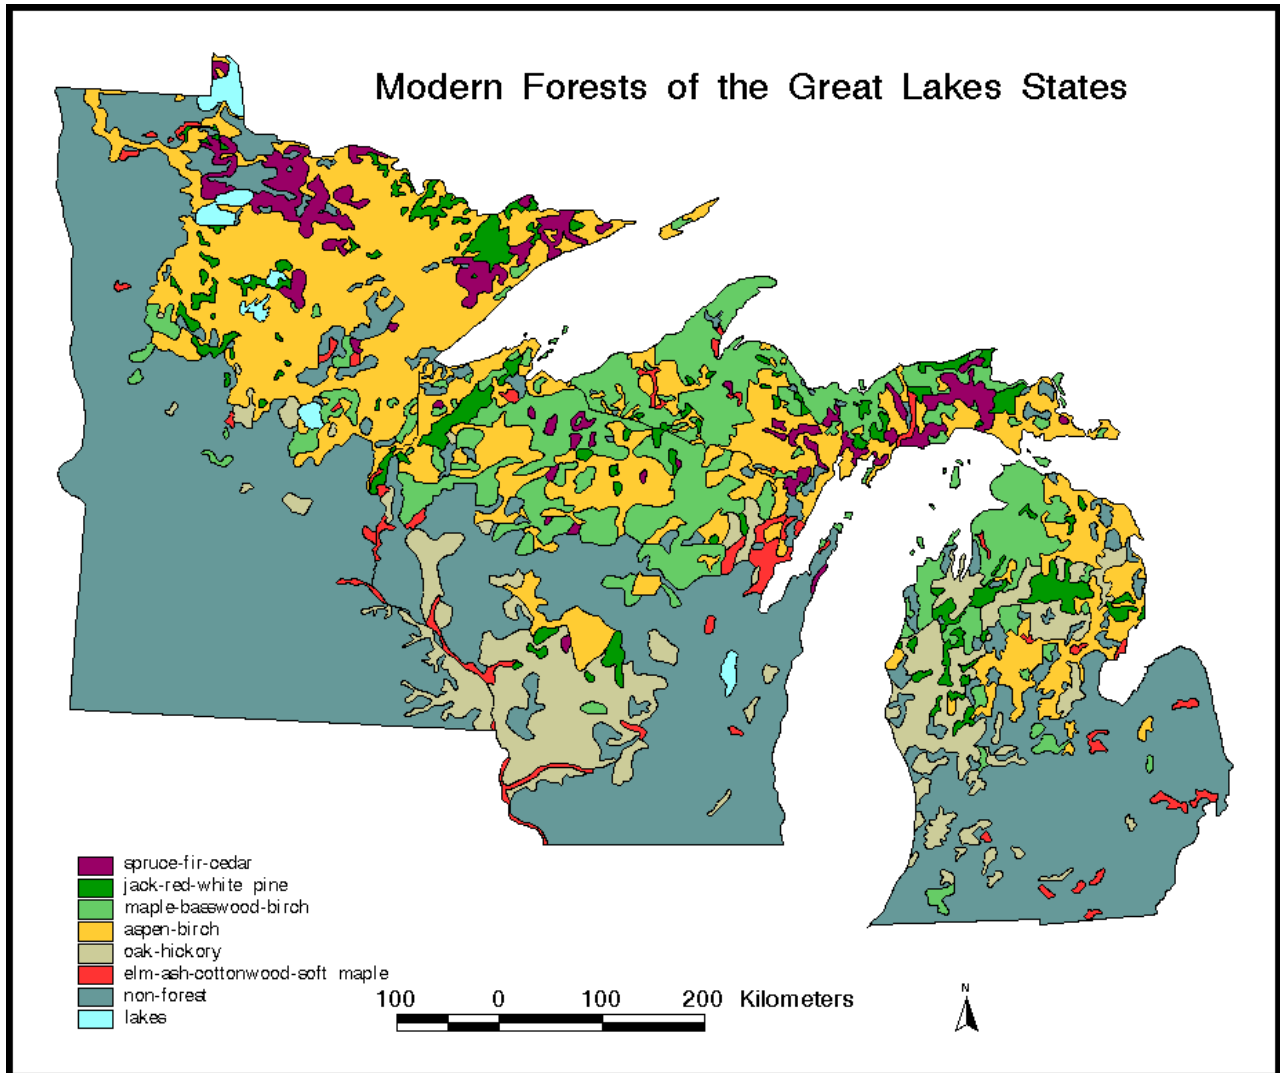 Modern Forests of the Great Lakes States
spruce-fir-cedar
jack-red-white pine
maple-basswood-birch
aspen-birch
oak-hickory
elm-ash-cottonwood-soft maple
non-forest
lakes
100 0 100 200 Kilometers
N